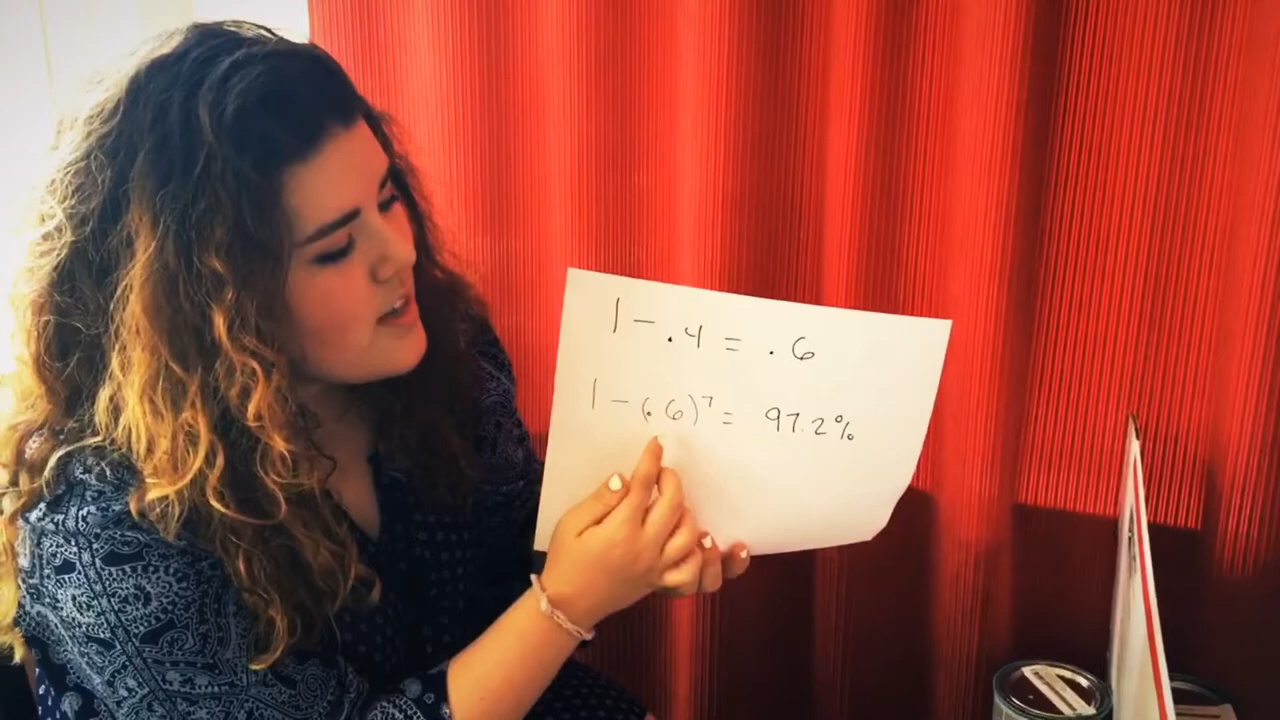 1 - .4 = .6
1 - (.6)⁷ = 97.2%